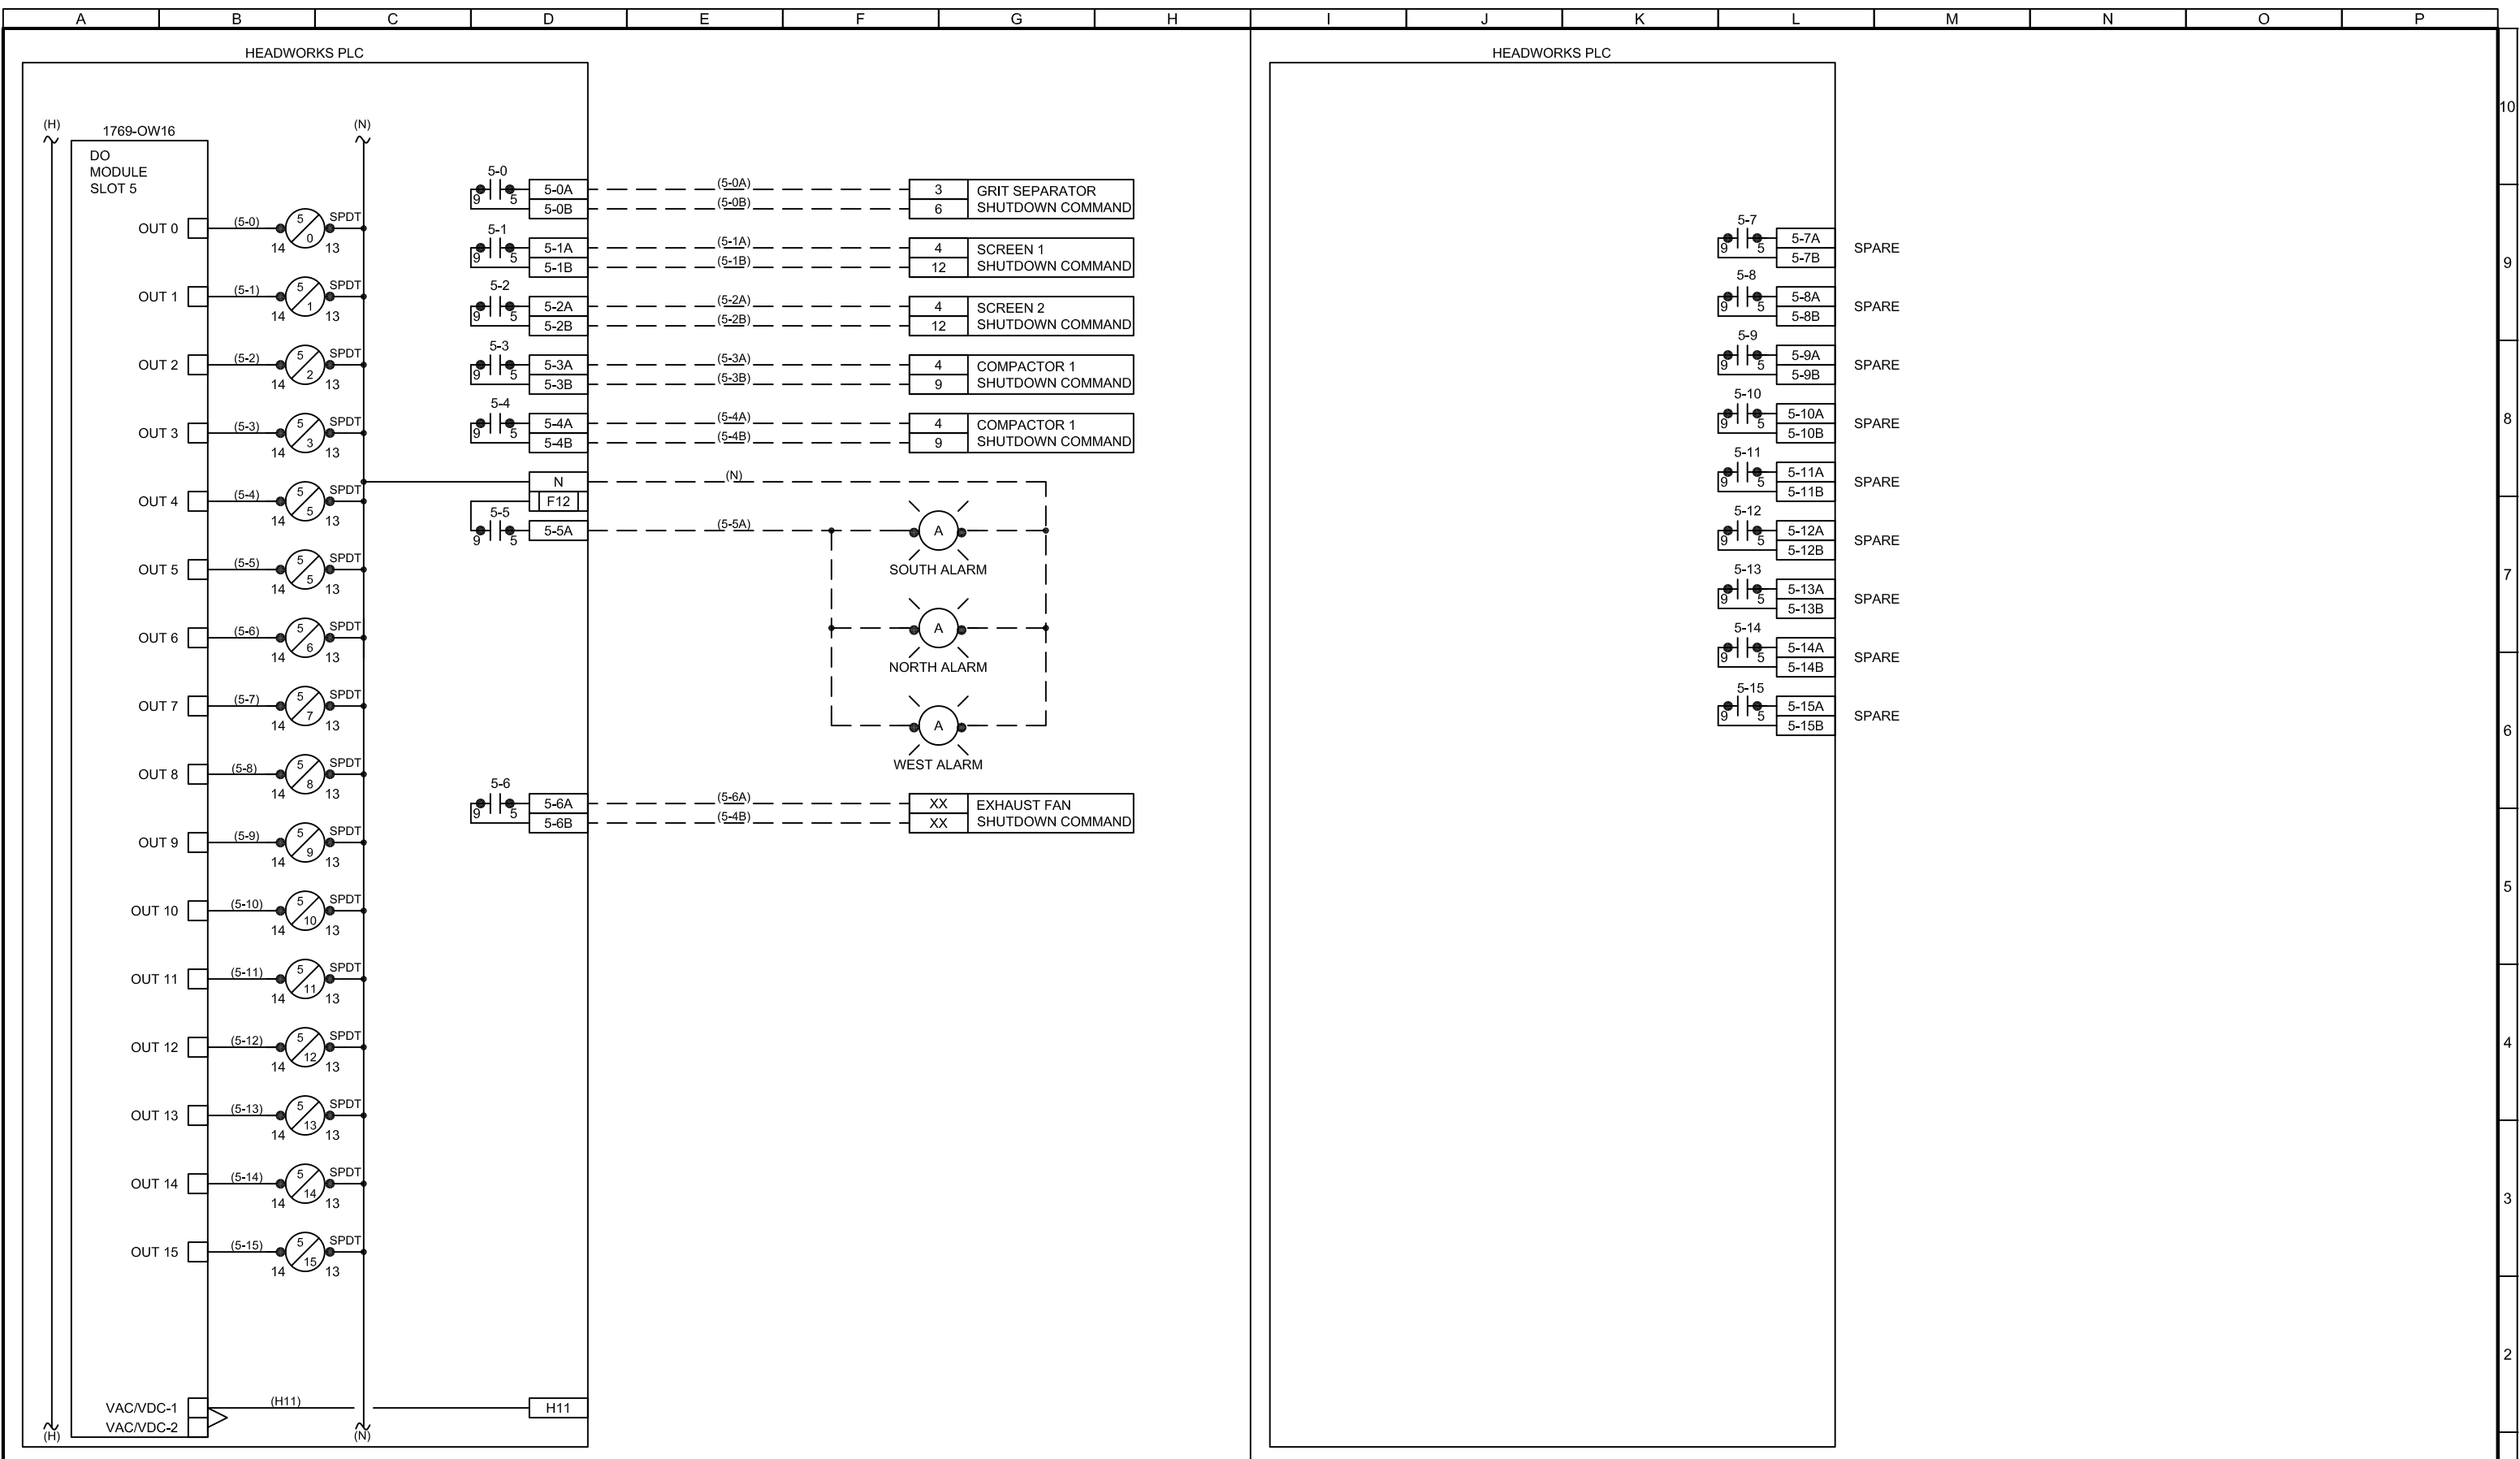 A B C D E F G H I J K L M N O P
HEADWORKS PLC
(H)
1769-OW16
(N)
DO
MODULE
SLOT 5
OUT 0 (5-0) 5 0 SPDT 14 13
OUT 1 (5-1) 5 1 SPDT 14 13
OUT 2 (5-2) 5 2 SPDT 14 13
OUT 3 (5-3) 5 3 SPDT 14 13
OUT 4 (5-4) 5 5 SPDT 14 13
OUT 5 (5-5) 5 5 SPDT 14 13
OUT 6 (5-6) 5 6 SPDT 14 13
OUT 7 (5-7) 5 7 SPDT 14 13
OUT 8 (5-8) 5 8 SPDT 14 13
OUT 9 (5-9) 5 9 SPDT 14 13
OUT 10 (5-10) 5 10 SPDT 14 13
OUT 11 (5-11) 5 11 SPDT 14 13
OUT 12 (5-12) 5 12 SPDT 14 13
OUT 13 (5-13) 5 13 SPDT 14 13
OUT 14 (5-14) 5 14 SPDT 14 13
OUT 15 (5-15) 5 15 SPDT 14 13
VAC/VDC-1 (H11) H11
VAC/VDC-2
(H) (N)
5-0
9 5 5-0A (5-0A) 3 GRIT SEPARATOR
5-0B (5-0B) 6 SHUTDOWN COMMAND
5-1
9 5 5-1A (5-1A) 4 SCREEN 1
5-1B (5-1B) 12 SHUTDOWN COMMAND
5-2
9 5 5-2A (5-2A) 4 SCREEN 2
5-2B (5-2B) 12 SHUTDOWN COMMAND
5-3
9 5 5-3A (5-3A) 4 COMPACTOR 1
5-3B (5-3B) 9 SHUTDOWN COMMAND
5-4
9 5 5-4A (5-4A) 4 COMPACTOR 1
5-4B (5-4B) 9 SHUTDOWN COMMAND
N (N)
F12
5-5
9 5 5-5A (5-5A) A
SOUTH ALARM
A
NORTH ALARM
A
WEST ALARM
5-6
9 5 5-6A (5-6A) XX EXHAUST FAN
5-6B (5-4B) XX SHUTDOWN COMMAND
HEADWORKS PLC
5-7
9 5 5-7A SPARE
5-7B
5-8
9 5 5-8A SPARE
5-8B
5-9
9 5 5-9A SPARE
5-9B
5-10
9 5 5-10A SPARE
5-10B
5-11
9 5 5-11A SPARE
5-11B
5-12
9 5 5-12A SPARE
5-12B
5-13
9 5 5-13A SPARE
5-13B
5-14
9 5 5-14A SPARE
5-14B
5-15
9 5 5-15A SPARE
5-15B
10
9
8
7
6
5
4
3
2